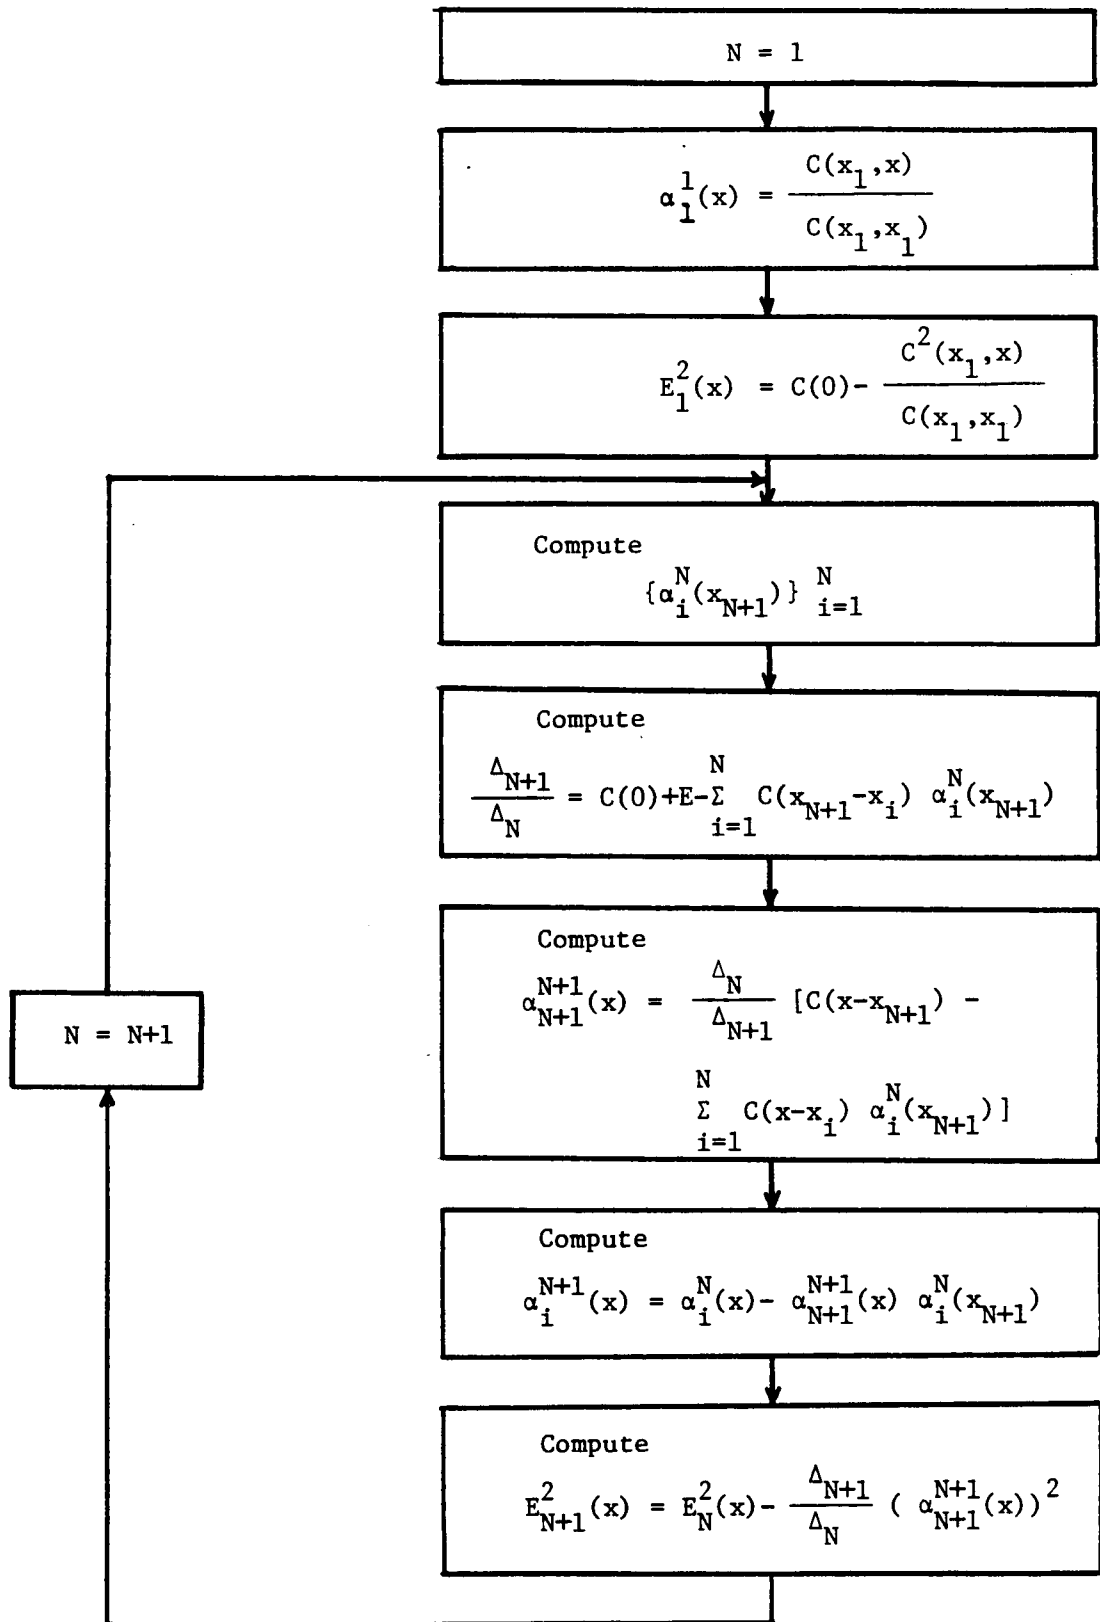 N = 1
α_1^1(x) = C(x_1,x) / C(x_1,x_1)
E_1^2(x) = C(0)- C^2(x_1,x) / C(x_1,x_1)
Compute
{α_i^N(x_{N+1})}_{i=1}^N
Compute
Δ_{N+1} / Δ_N = C(0)+E-Σ_{i=1}^N C(x_{N+1}-x_i) α_i^N(x_{N+1})
Compute
α_{N+1}^{N+1}(x) = Δ_N / Δ_{N+1} [C(x-x_{N+1}) -
Σ_{i=1}^N C(x-x_i) α_i^N(x_{N+1})]
N = N+1
Compute
α_i^{N+1}(x) = α_i^N(x)- α_{N+1}^{N+1}(x) α_i^N(x_{N+1})
Compute
E_{N+1}^2(x) = E_N^2(x)- Δ_{N+1} / Δ_N ( α_{N+1}^{N+1}(x))^2